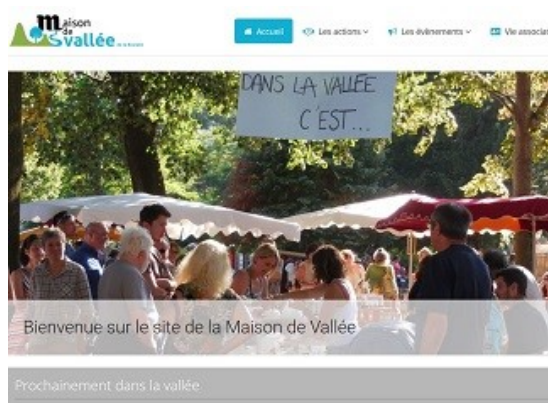 maison
de
vallée
Accueil
Les actions
Les évènements
Vie associa
DANS LA VALLEE
C'EST...
Bienvenue sur le site de la Maison de Vallée
Prochainement dans la vallée